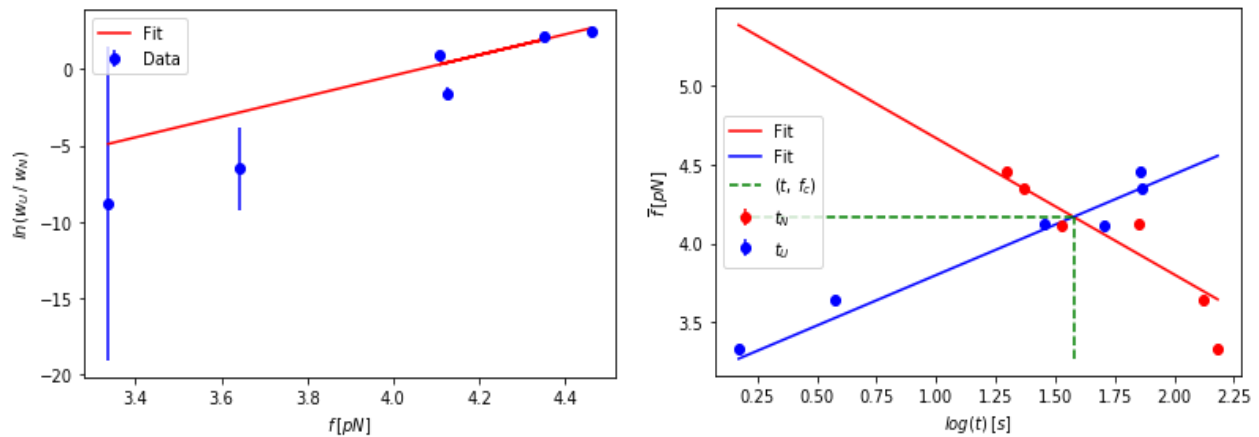 Fit
Data
0
−5
−10
−15
−20
ln(w_U / w_N)
3.4 3.6 3.8 4.0 4.2 4.4
f[pN]
Fit
Fit
(t, f_c)
t_N
t_U
5.0
4.5
4.0
3.5
f̄[pN]
0.25 0.50 0.75 1.00 1.25 1.50 1.75 2.00 2.25
log(t) [s]